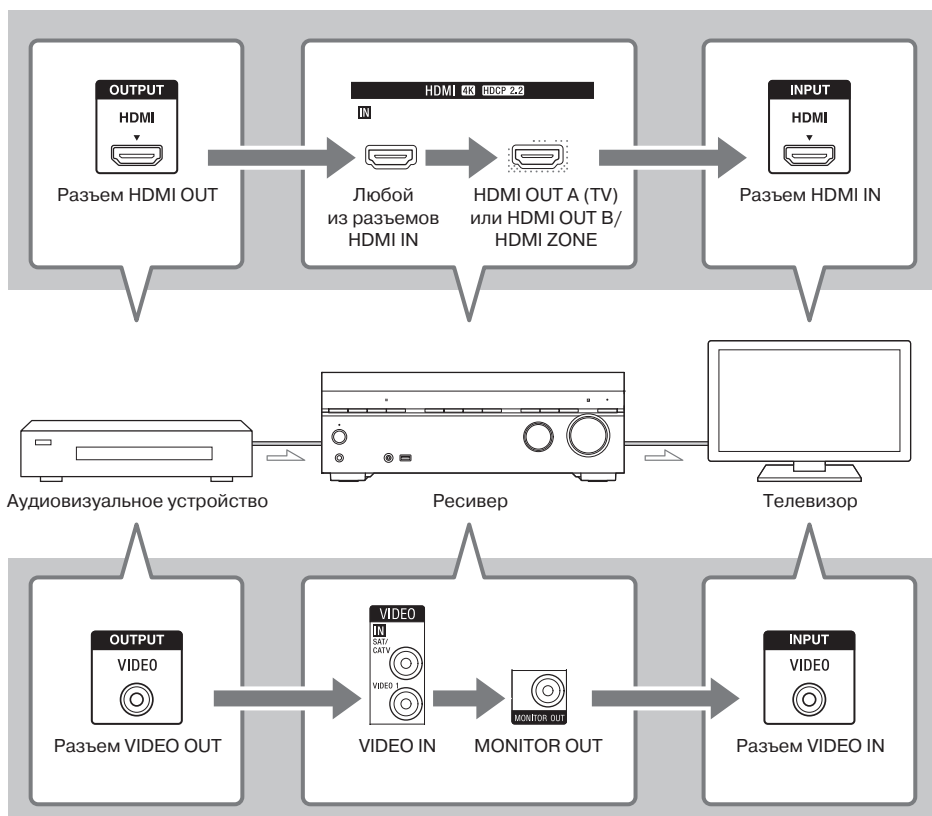 OUTPUT
HDMI
Разъем HDMI OUT
HDMI 4K HDCP 2.2
IN
Любой
из разъемов
HDMI IN
HDMI OUT A (TV)
или HDMI OUT B/
HDMI ZONE
INPUT
HDMI
Разъем HDMI IN
Аудиовизуальное устройство
Ресивер
Телевизор
OUTPUT
VIDEO
Разъем VIDEO OUT
VIDEO
IN
SAT/
CATV
VIDEO 1
VIDEO IN
MONITOR OUT
MONITOR OUT
INPUT
VIDEO
Разъем VIDEO IN